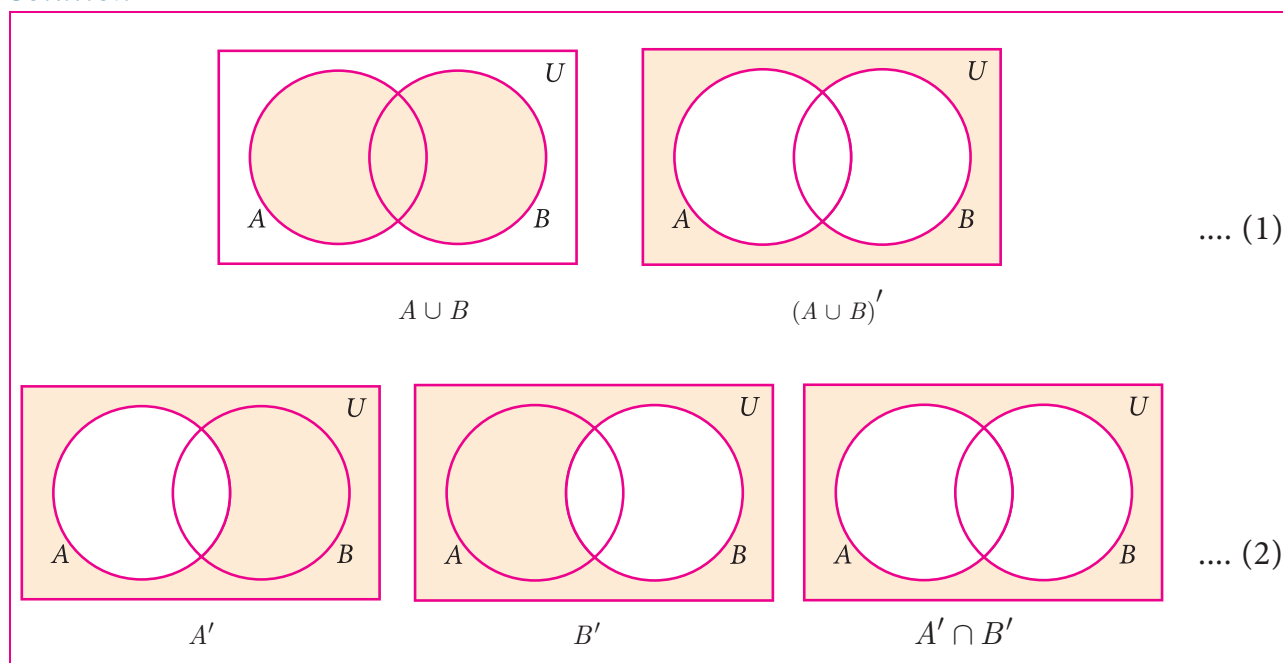 U U
A B A B .... (1)
A ∪ B (A ∪ B)′
U U U
A B A B A B .... (2)
A′ B′ A′ ∩ B′